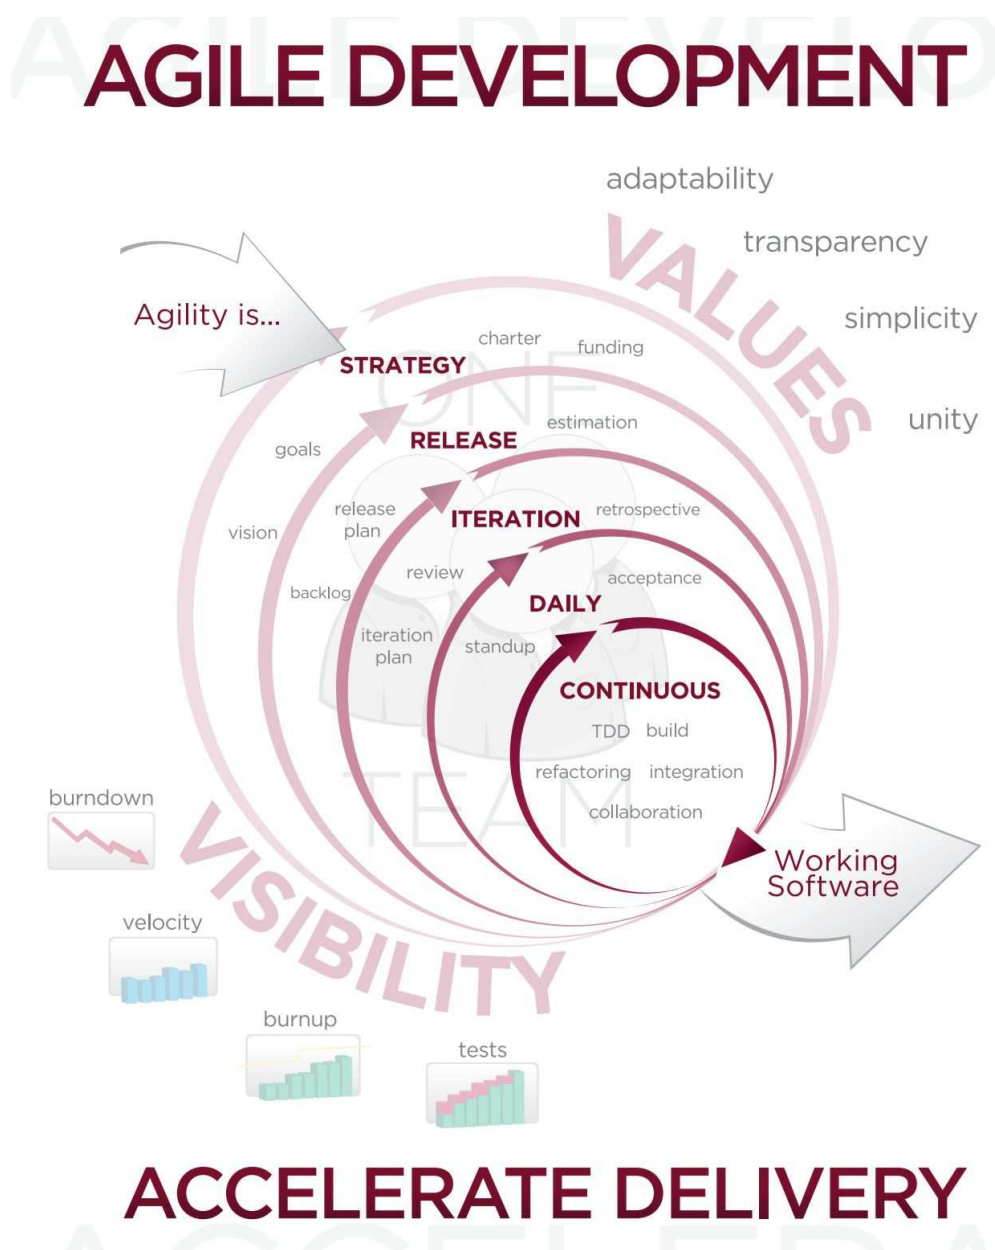 AGILE DEVELOPMENT
adaptability
transparency
simplicity
unity
VALUES
Agility is...
STRATEGY
charter
funding
goals
vision
RELEASE
estimation
release
plan
backlog
ITERATION
retrospective
review
iteration
plan
DAILY
acceptance
standup
CONTINUOUS
TDD
build
refactoring
integration
collaboration
ONE
TEAM
Working
Software
VISIBILITY
burndown
velocity
burnup
tests
ACCELERATE DELIVERY